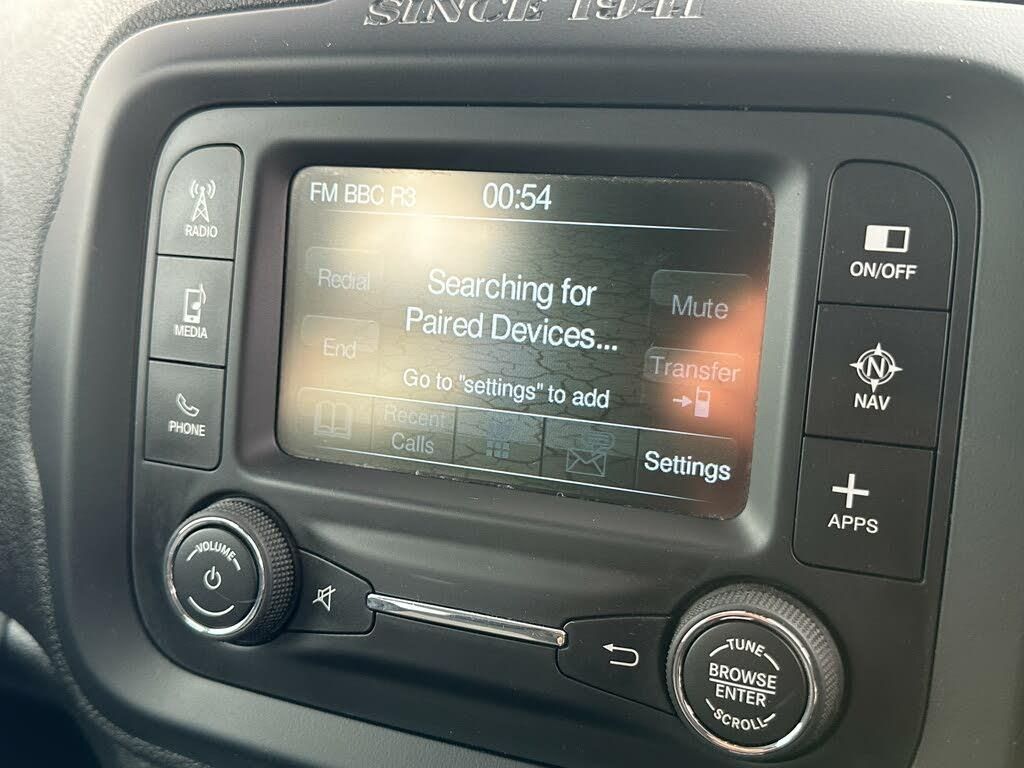 SINCE 1941
FM BBC R3
00:54
RADIO
MEDIA
PHONE
Redial
End
Searching for
Paired Devices...
Go to "settings" to add
Mute
Transfer
Recent
Calls
Settings
ON/OFF
N
NAV
APPS
VOLUME
TUNE
BROWSE
ENTER
SCROLL